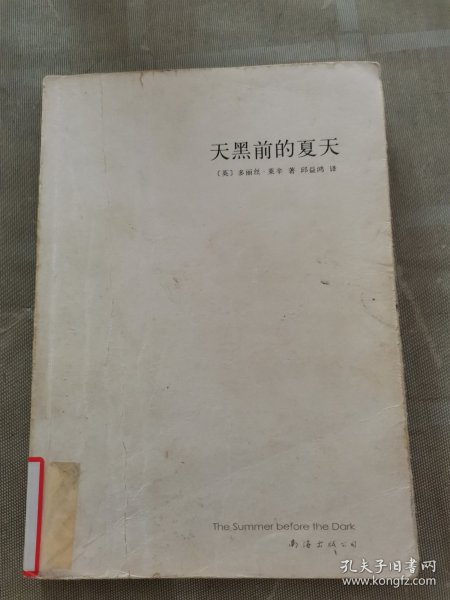 天黑前的夏天
〔英〕多丽丝·莱辛 著 邱益鸿 译
The Summer before the Dark
南海出版公司
孔夫子旧书网
www.kongfz.com